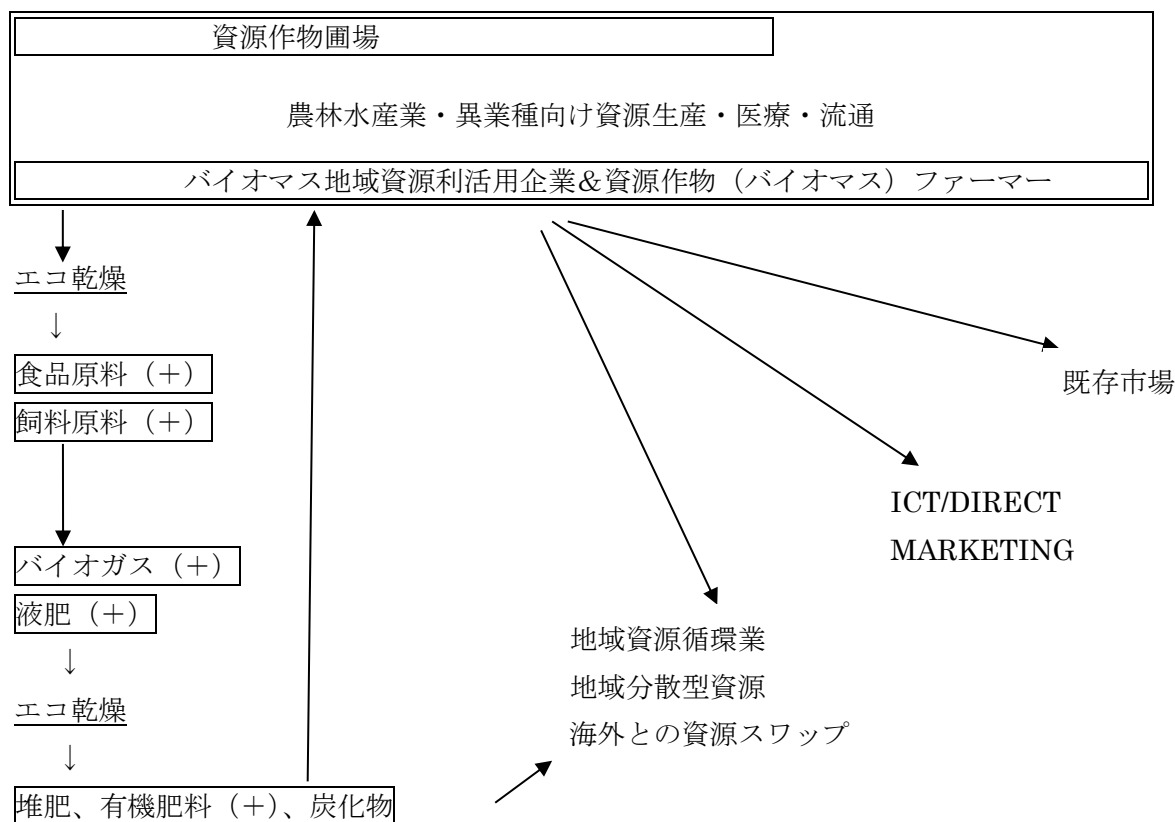 資源作物圃場
農林水産業・異業種向け資源生産・医療・流通
バイオマス地域資源利活用企業&資源作物（バイオマス）ファーマー
エコ乾燥
↓
食品原料（＋）
飼料原料（＋）
既存市場
ICT/DIRECT
MARKETING
バイオガス（＋）
液肥（＋）
↓
エコ乾燥
↓
堆肥、有機肥料（＋）、炭化物
地域資源循環業
地域分散型資源
海外との資源スワップ